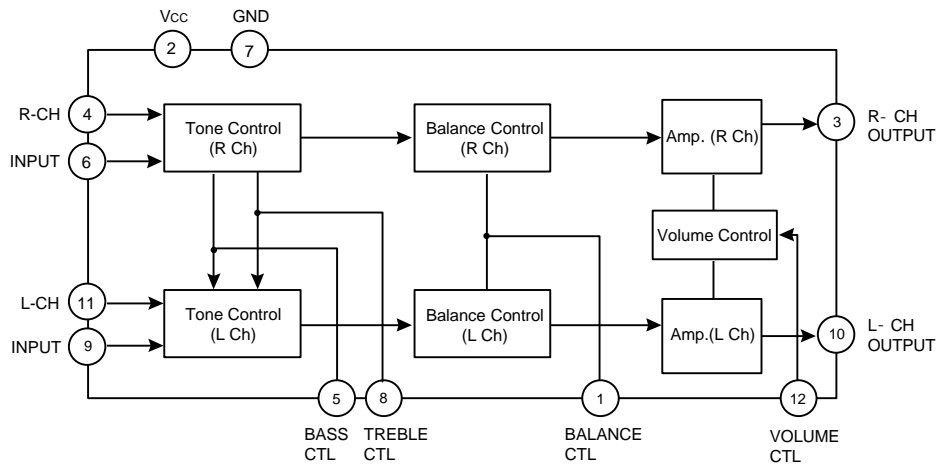 Vcc GND
2 7
R-CH 4
Tone Control
(R Ch)
Balance Control
(R Ch)
Amp. (R Ch)
3 R- CH
OUTPUT
INPUT 6
Volume Control
L-CH 11
Tone Control
(L Ch)
Balance Control
(L Ch)
Amp.(L Ch)
10 L- CH
OUTPUT
INPUT 9
5 8 1 12
BASS
CTL
TREBLE
CTL
BALANCE
CTL
VOLUME
CTL